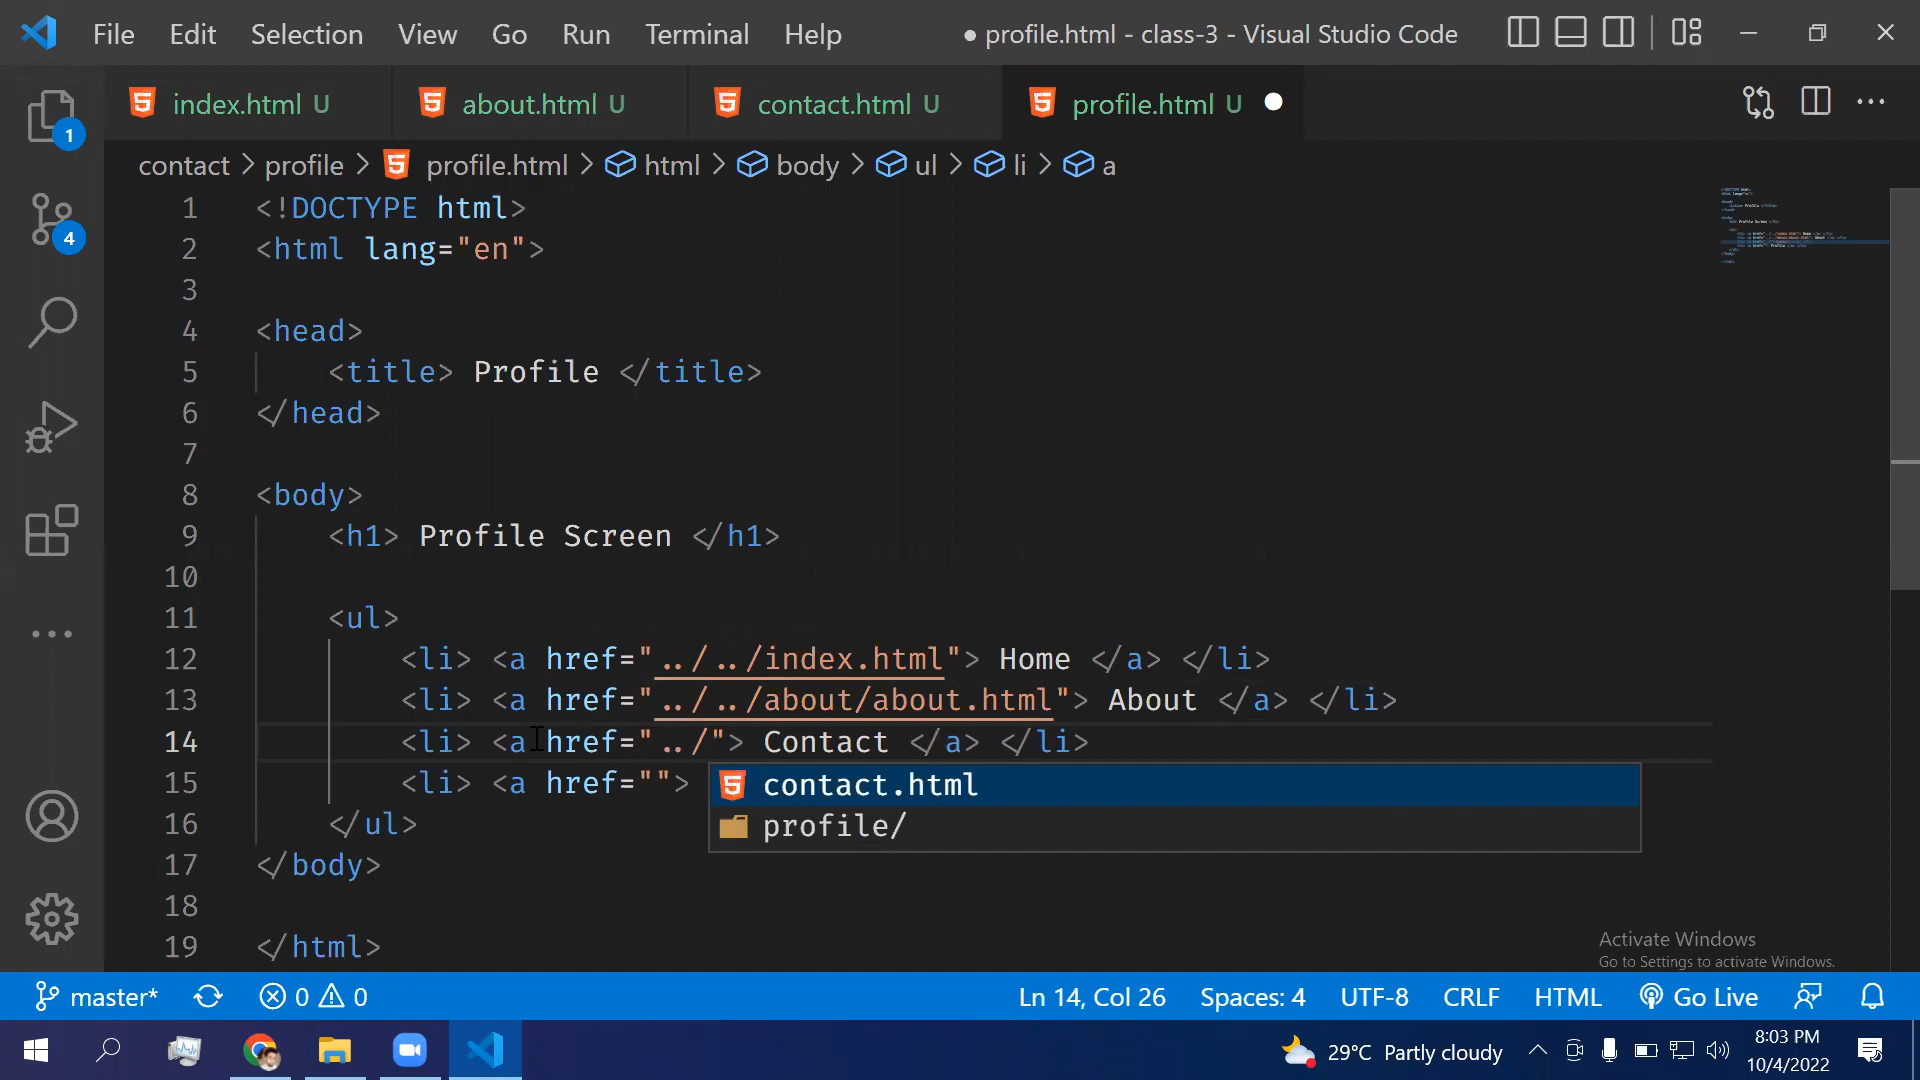 File Edit Selection View Go Run Terminal Help ● profile.html - class-3 - Visual Studio Code
index.html U about.html U contact.html U profile.html U
1
contact > profile > profile.html > html > body > ul > li > a
1 <!DOCTYPE html>
2 <html lang="en">
4
3
4 <head>
5 <title> Profile </title>
6 </head>
7
8 <body>
9 <h1> Profile Screen </h1>
10
11 <ul>
12 <li> <a href="../../index.html"> Home </a> </li>
13 <li> <a href="../../about/about.html"> About </a> </li>
14 <li> <a href="../"> Contact </a> </li>
15 <li> <a href="">
contact.html
16 </ul>
profile/
17 </body>
18
19 </html>
Activate Windows
Go to Settings to activate Windows.
master* 0 0 Ln 14, Col 26 Spaces: 4 UTF-8 CRLF HTML Go Live
29°C Partly cloudy
8:03 PM
10/4/2022